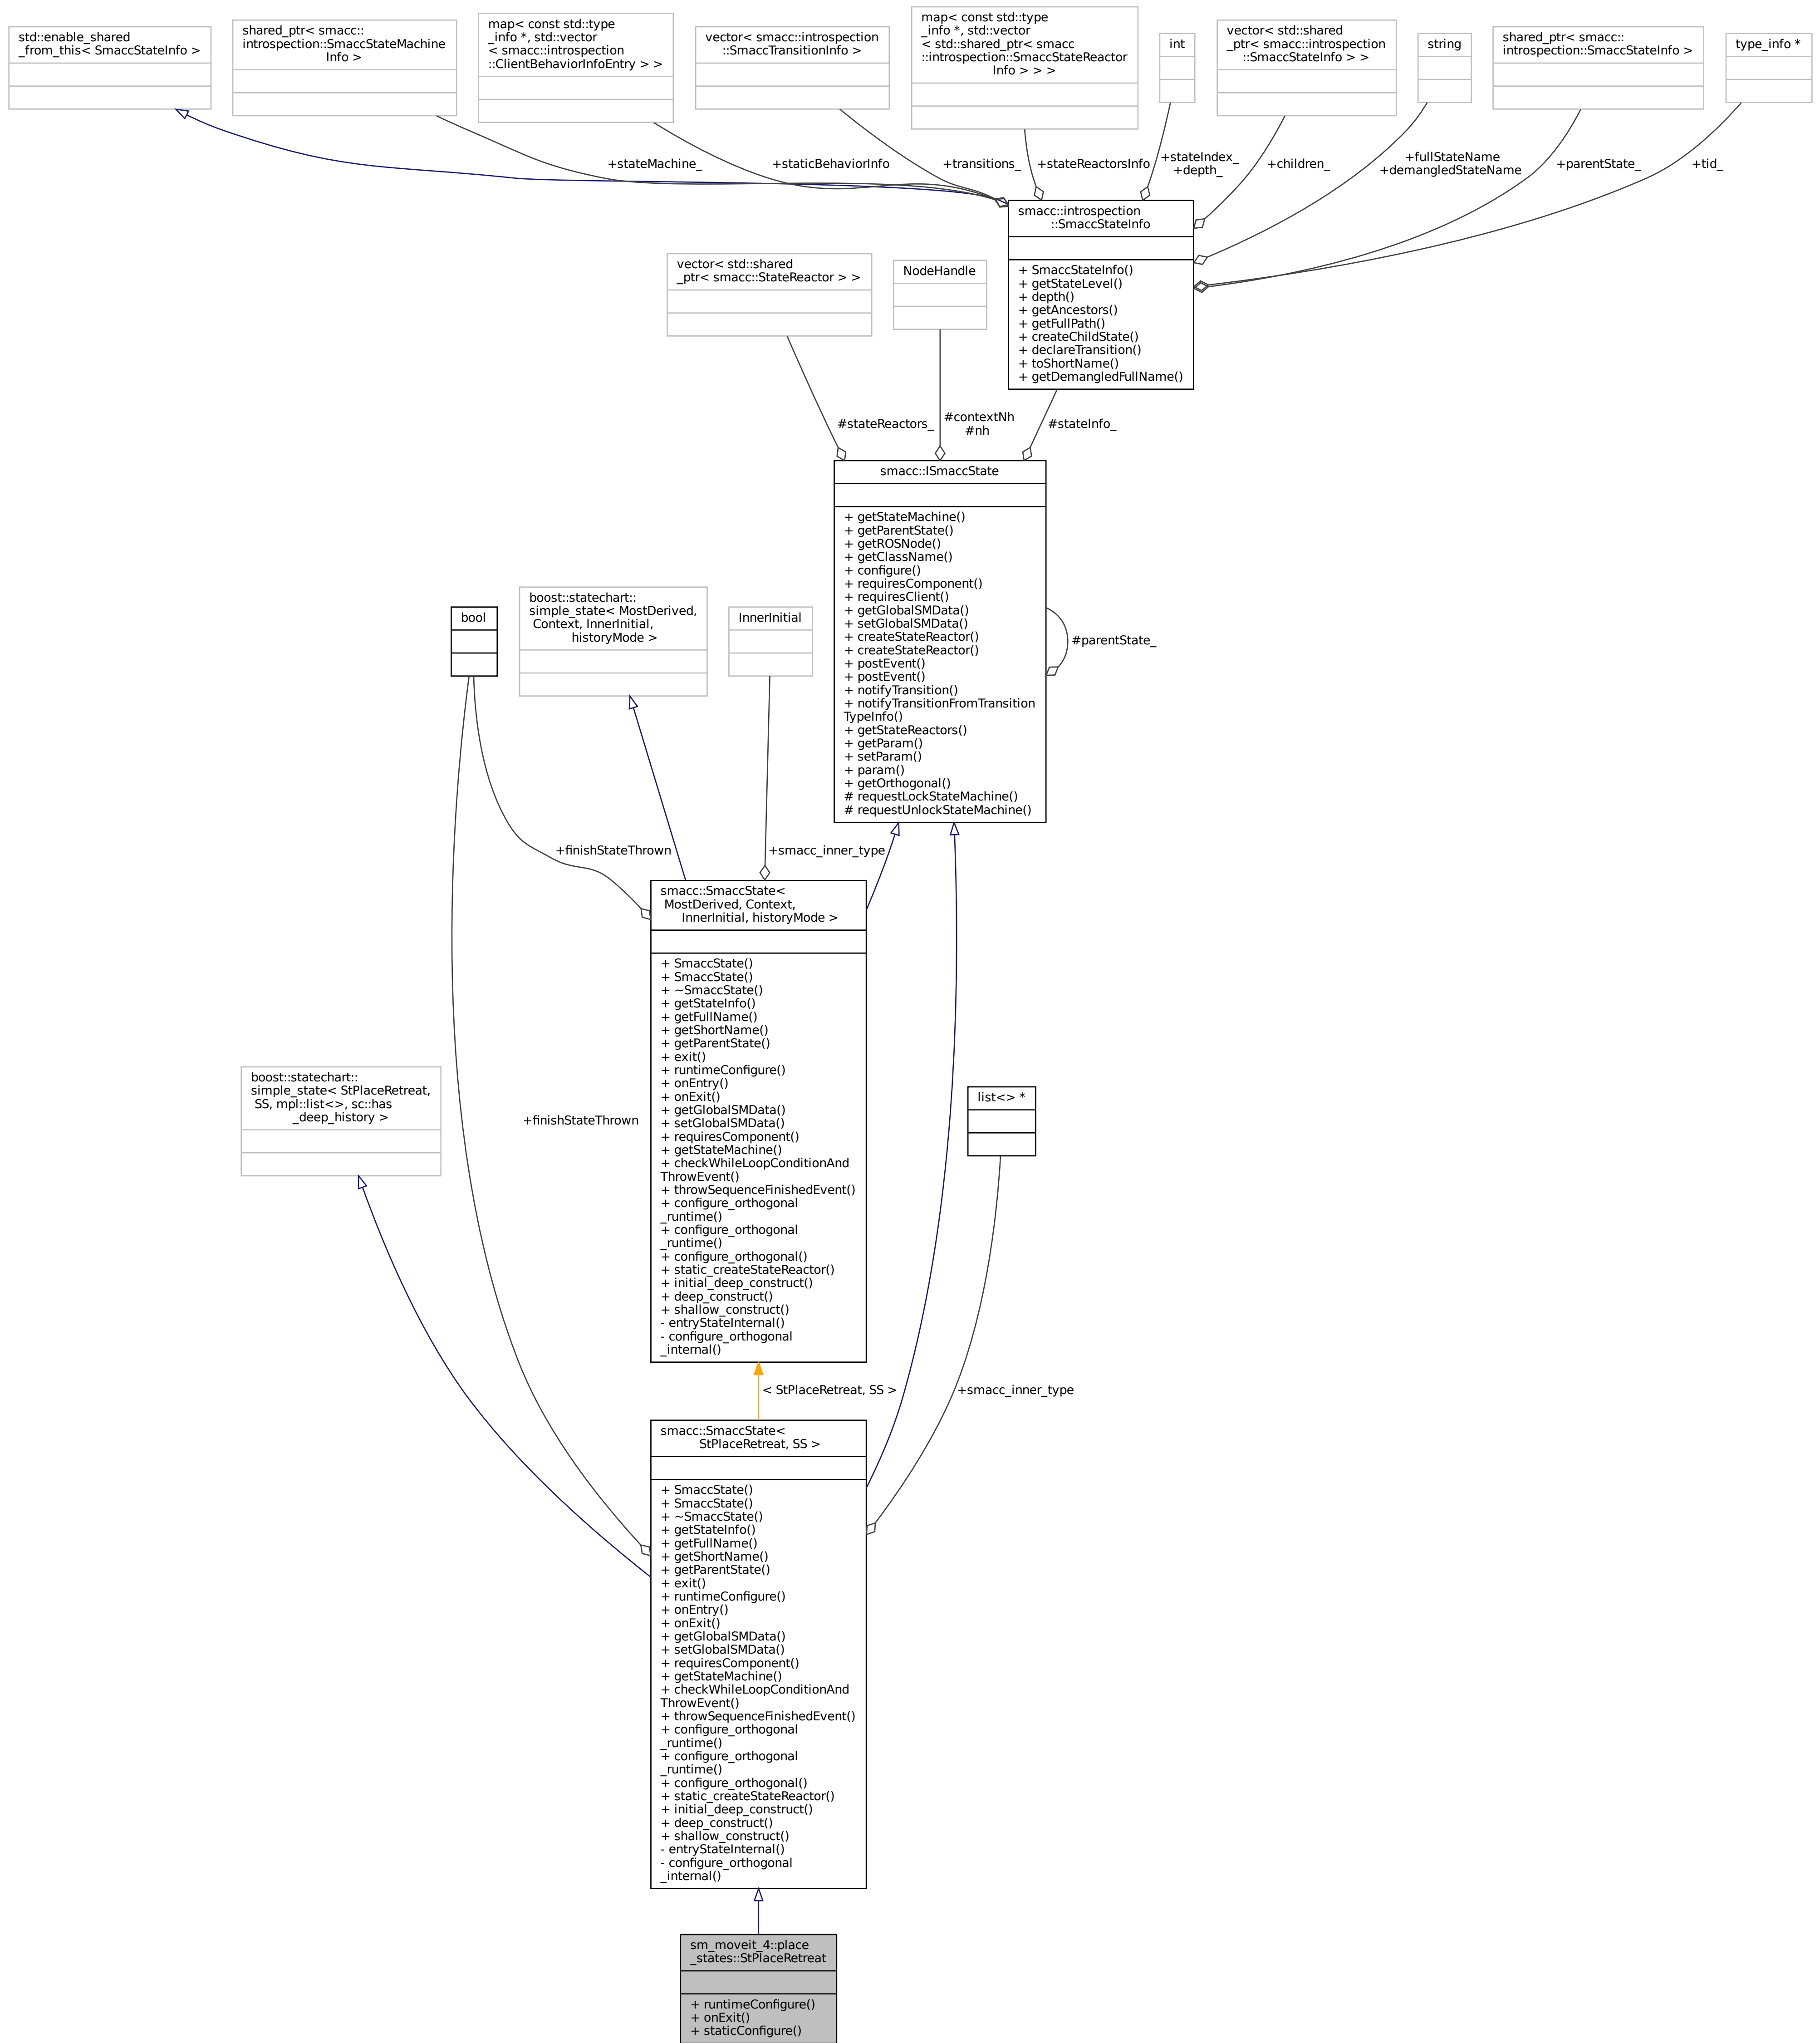 std::enable_shared
_from_this< SmaccStateInfo >
shared_ptr< smacc::
introspection::SmaccStateMachine
Info >
map< const std::type
_info *, std::vector
< smacc::introspection
::ClientBehaviorInfoEntry > >
vector< smacc::introspection
::SmaccTransitionInfo >
map< const std::type
_info *, std::vector
< std::shared_ptr< smacc
::introspection::SmaccStateReactor
Info > > >
int
vector< std::shared
_ptr< smacc::introspection
::SmaccStateInfo > >
string
shared_ptr< smacc::
introspection::SmaccStateInfo >
type_info *
+stateMachine_
+staticBehaviorInfo
+transitions_
+stateReactorsInfo
+stateIndex_
+depth_
+children_
+fullStateName
+demangledStateName
+parentState_
+tid_
smacc::introspection
::SmaccStateInfo
+ SmaccStateInfo()
+ getStateLevel()
+ depth()
+ getAncestors()
+ getFullPath()
+ createChildState()
+ declareTransition()
+ toShortName()
+ getDemangledFullName()
vector< std::shared
_ptr< smacc::StateReactor > >
NodeHandle
#stateReactors_
#contextNh
#nh
#stateInfo_
smacc::ISmaccState
+ getStateMachine()
+ getParentState()
+ getROSNode()
+ getClassName()
+ configure()
+ requiresComponent()
+ requiresClient()
+ getGlobalSMData()
+ setGlobalSMData()
+ createStateReactor()
+ createStateReactor()
+ postEvent()
+ postEvent()
+ notifyTransition()
+ notifyTransitionFromTransition
TypeInfo()
+ getStateReactors()
+ getParam()
+ setParam()
+ param()
+ getOrthogonal()
# requestLockStateMachine()
# requestUnlockStateMachine()
#parentState_
bool
boost::statechart::
simple_state< MostDerived,
Context, InnerInitial,
historyMode >
InnerInitial
+finishStateThrown
+smacc_inner_type
smacc::SmaccState<
MostDerived, Context,
InnerInitial, historyMode >
+ SmaccState()
+ SmaccState()
+ ~SmaccState()
+ getStateInfo()
+ getFullName()
+ getShortName()
+ getParentState()
+ exit()
+ runtimeConfigure()
+ onEntry()
+ onExit()
+ getGlobalSMData()
+ setGlobalSMData()
+ requiresComponent()
+ getStateMachine()
+ checkWhileLoopConditionAnd
ThrowEvent()
+ throwSequenceFinishedEvent()
+ configure_orthogonal
_runtime()
+ configure_orthogonal
_runtime()
+ configure_orthogonal()
+ static_createStateReactor()
+ initial_deep_construct()
+ deep_construct()
+ shallow_construct()
- entryStateInternal()
- configure_orthogonal
_internal()
boost::statechart::
simple_state< StPlaceRetreat,
SS, mpl::list<>, sc::has
_deep_history >
+finishStateThrown
list<> *
< StPlaceRetreat, SS >
+smacc_inner_type
smacc::SmaccState<
StPlaceRetreat, SS >
+ SmaccState()
+ SmaccState()
+ ~SmaccState()
+ getStateInfo()
+ getFullName()
+ getShortName()
+ getParentState()
+ exit()
+ runtimeConfigure()
+ onEntry()
+ onExit()
+ getGlobalSMData()
+ setGlobalSMData()
+ requiresComponent()
+ getStateMachine()
+ checkWhileLoopConditionAnd
ThrowEvent()
+ throwSequenceFinishedEvent()
+ configure_orthogonal
_runtime()
+ configure_orthogonal
_runtime()
+ configure_orthogonal()
+ static_createStateReactor()
+ initial_deep_construct()
+ deep_construct()
+ shallow_construct()
- entryStateInternal()
- configure_orthogonal
_internal()
sm_moveit_4::place
_states::StPlaceRetreat
+ runtimeConfigure()
+ onExit()
+ staticConfigure()